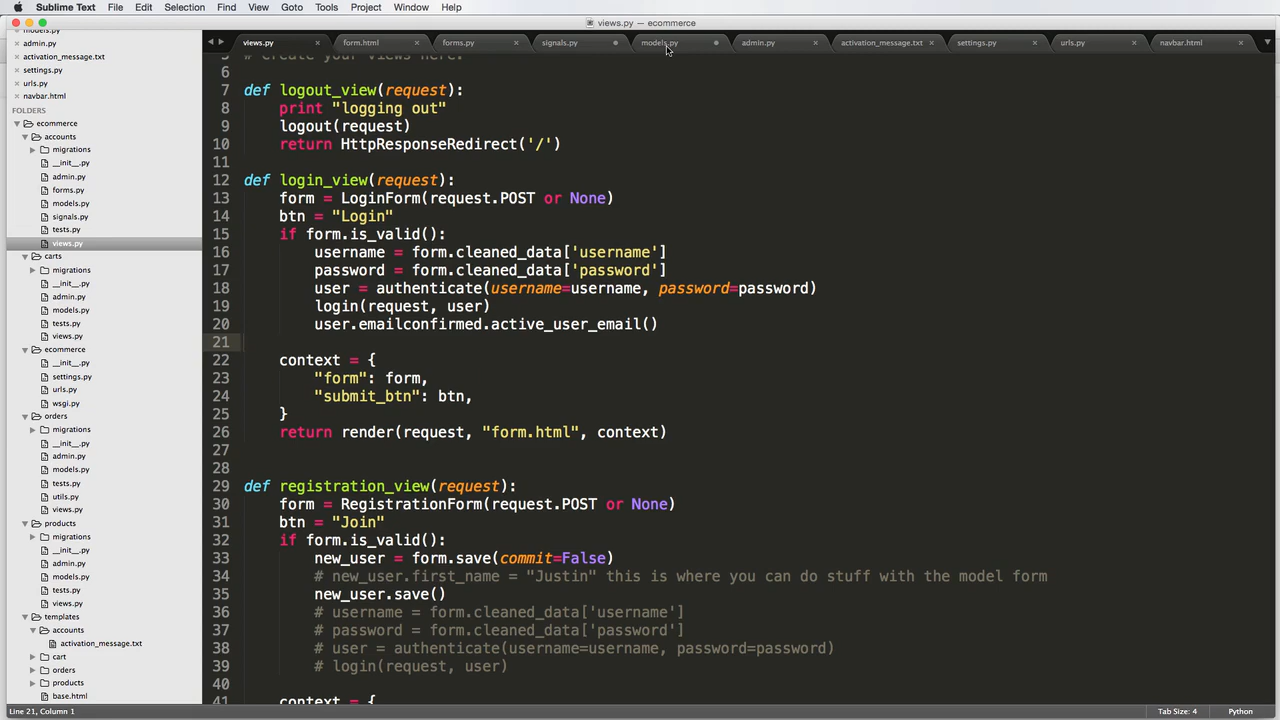 Sublime Text File Edit Selection Find View Goto Tools Project Window Help
views.py — ecommerce
views.py form.html forms.py signals.py models.py admin.py activation_message.txt settings.py urls.py navbar.html
models.py
admin.py
activation_message.txt
settings.py
urls.py
navbar.html
FOLDERS
ecommerce
accounts
migrations
__init__.py
admin.py
forms.py
models.py
signals.py
tests.py
views.py
carts
migrations
__init__.py
admin.py
models.py
tests.py
views.py
ecommerce
__init__.py
settings.py
urls.py
wsgi.py
orders
migrations
__init__.py
admin.py
models.py
tests.py
utils.py
views.py
products
migrations
__init__.py
admin.py
models.py
tests.py
views.py
templates
accounts
activation_message.txt
cart
orders
products
base.html
5 # Create your views here.
6
7 def logout_view(request):
8 print "logging out"
9 logout(request)
10 return HttpResponseRedirect('/')
11
12 def login_view(request):
13 form = LoginForm(request.POST or None)
14 btn = "Login"
15 if form.is_valid():
16 username = form.cleaned_data['username']
17 password = form.cleaned_data['password']
18 user = authenticate(username=username, password=password)
19 login(request, user)
20 user.emailconfirmed.active_user_email()
21
22 context = {
23 "form": form,
24 "submit_btn": btn,
25 }
26 return render(request, "form.html", context)
27
28
29 def registration_view(request):
30 form = RegistrationForm(request.POST or None)
31 btn = "Join"
32 if form.is_valid():
33 new_user = form.save(commit=False)
34 # new_user.first_name = "Justin" this is where you can do stuff with the model form
35 new_user.save()
36 # username = form.cleaned_data['username']
37 # password = form.cleaned_data['password']
38 # user = authenticate(username=username, password=password)
39 # login(request, user)
40
41 context = {
Line 21, Column 1 Tab Size: 4 Python